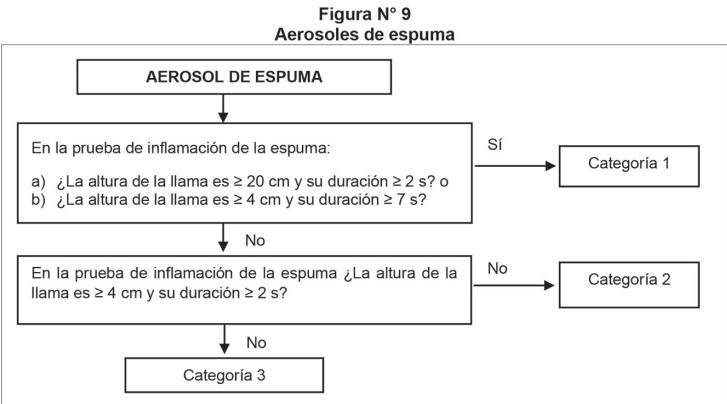 Figura N° 9
Aerosoles de espuma
AEROSOL DE ESPUMA
En la prueba de inflamación de la espuma:
a) ¿La altura de la llama es ≥ 20 cm y su duración ≥ 2 s? o
b) ¿La altura de la llama es ≥ 4 cm y su duración ≥ 7 s?
Sí
Categoría 1
No
En la prueba de inflamación de la espuma ¿La altura de la
llama es ≥ 4 cm y su duración ≥ 2 s?
No
Categoría 2
No
Categoría 3